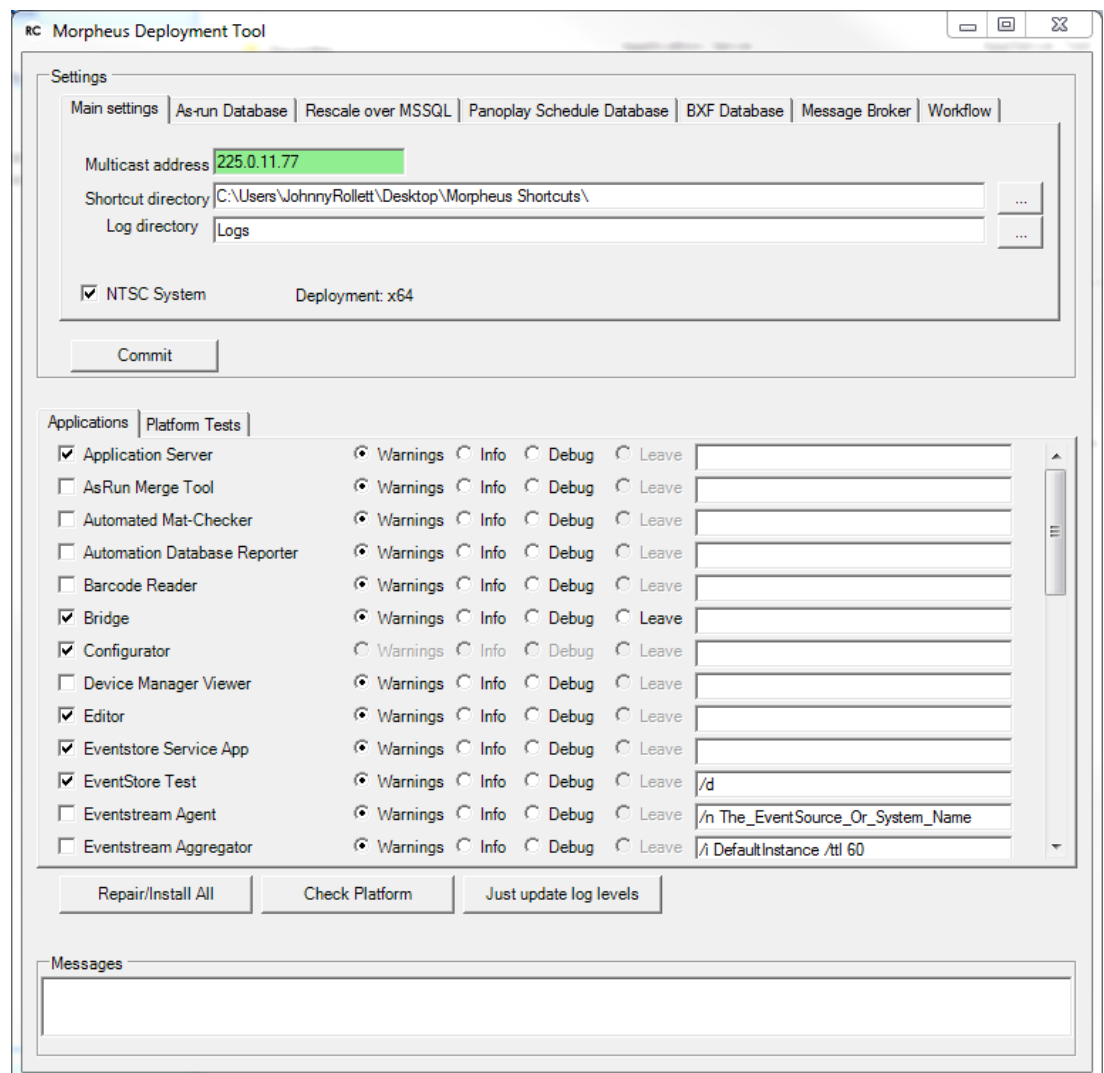 RC Morpheus Deployment Tool
Settings
Main settings As-run Database Rescale over MSSQL Panoplay Schedule Database BXF Database Message Broker Workflow
Multicast address 225.0.11.77
Shortcut directory C:\Users\JohnnyRollett\Desktop\Morpheus Shortcuts\ ...
Log directory Logs ...
NTSC System Deployment: x64
Commit
Applications Platform Tests
Application Server Warnings Info Debug Leave
AsRun Merge Tool Warnings Info Debug Leave
Automated Mat-Checker Warnings Info Debug Leave
Automation Database Reporter Warnings Info Debug Leave
Barcode Reader Warnings Info Debug Leave
Bridge Warnings Info Debug Leave
Configurator Warnings Info Debug Leave
Device Manager Viewer Warnings Info Debug Leave
Editor Warnings Info Debug Leave
Eventstore Service App Warnings Info Debug Leave
EventStore Test Warnings Info Debug Leave /d
Eventstream Agent Warnings Info Debug Leave /n The_EventSource_Or_System_Name
Eventstream Aggregator Warnings Info Debug Leave /i DefaultInstance /ttl 60
Repair/Install All Check Platform Just update log levels
Messages